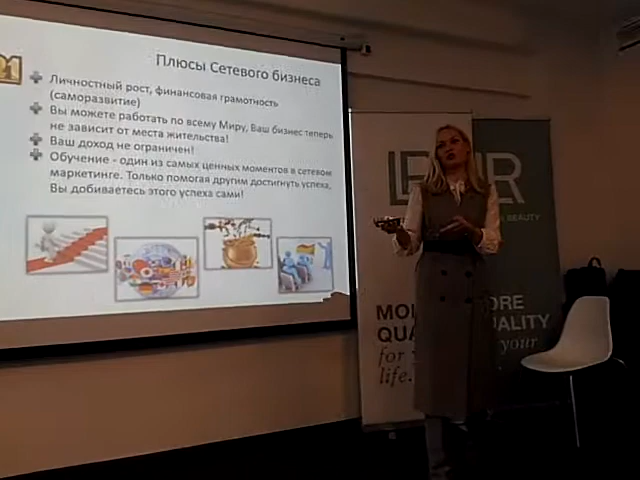 Плюсы Сетевого бизнеса
Личностный рост, финансовая грамотность
(саморазвитие)
Вы можете работать по всему Миру, Ваш бизнес теперь
не зависит от места жительства!
Ваш доход не ограничен!
Обучение - один из самых ценных моментов в сетевом
маркетинге. Только помогая другим достигнуть успеха,
Вы добиваетесь этого успеха сами!
BEAUTY
QUALITY
for
life.
your